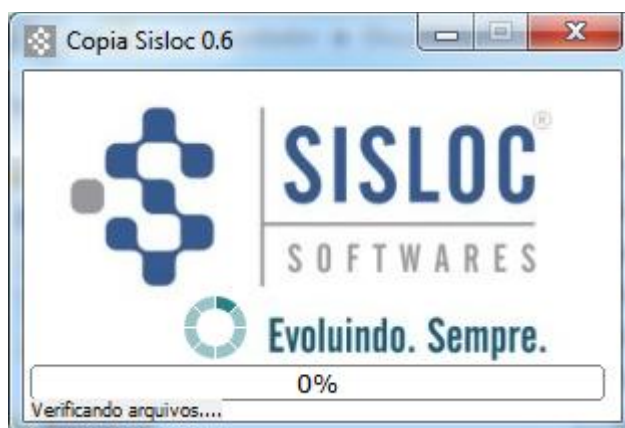 Copia Sisloc 0.6
SISLOC®
SOFTWARES
Evoluindo. Sempre.
0%
Verificando arquivos....